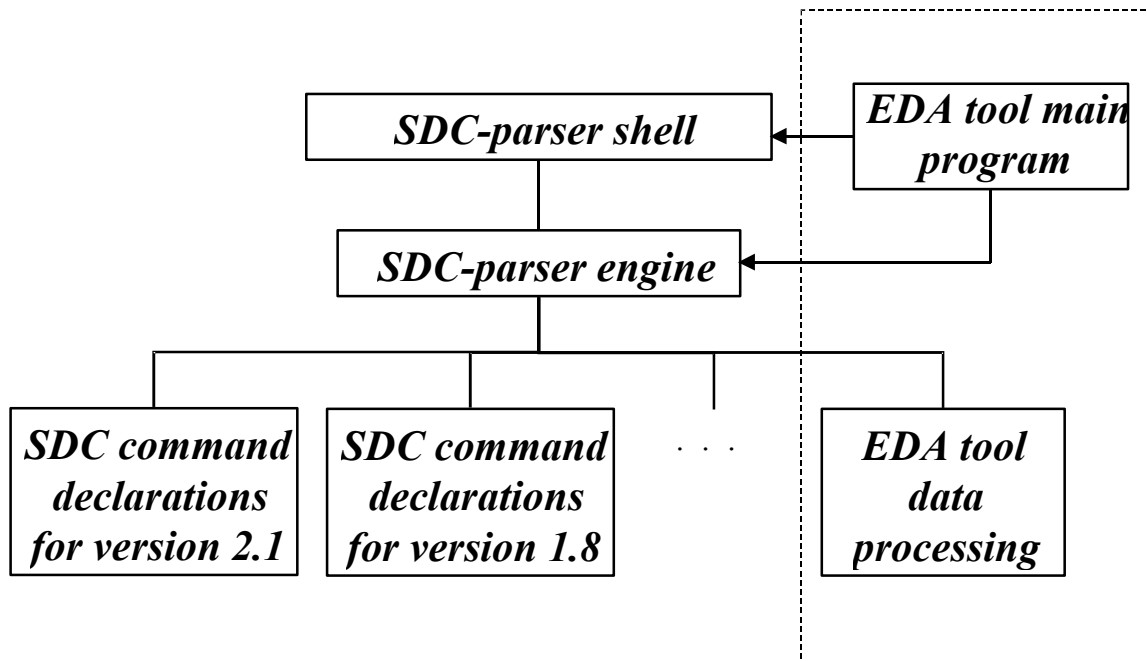 SDC-parser shell
EDA tool main
program
SDC-parser engine
SDC command
declarations
for version 2.1
SDC command
declarations
for version 1.8
. . .
EDA tool
data
processing